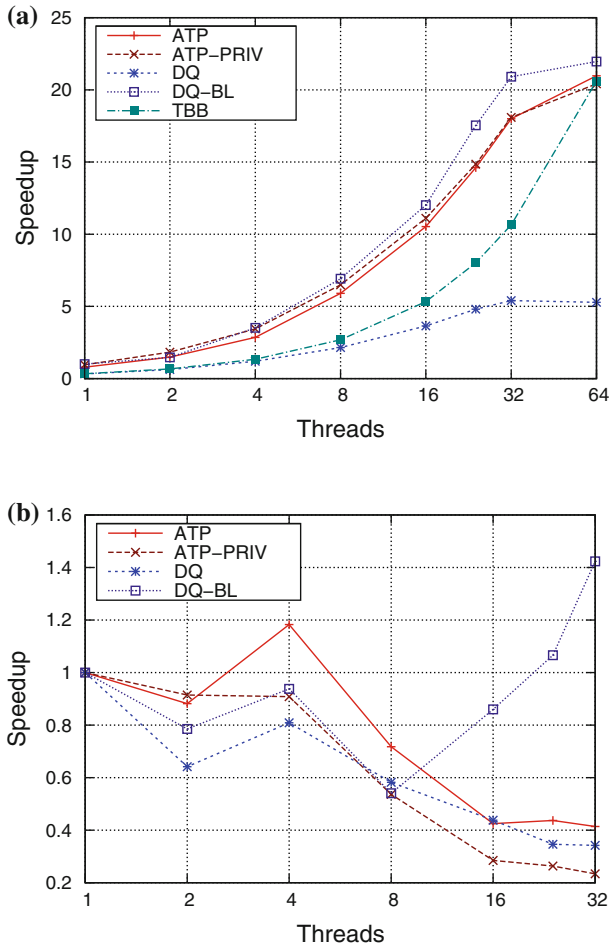 (a)
25
20
15
10
5
0
Speedup
ATP
ATP-PRIV
DQ
DQ-BL
TBB
1 2 4 8 16 32 64
Threads
(b)
1.6
1.4
1.2
1
0.8
0.6
0.4
0.2
Speedup
ATP
ATP-PRIV
DQ
DQ-BL
1 2 4 8 16 32
Threads